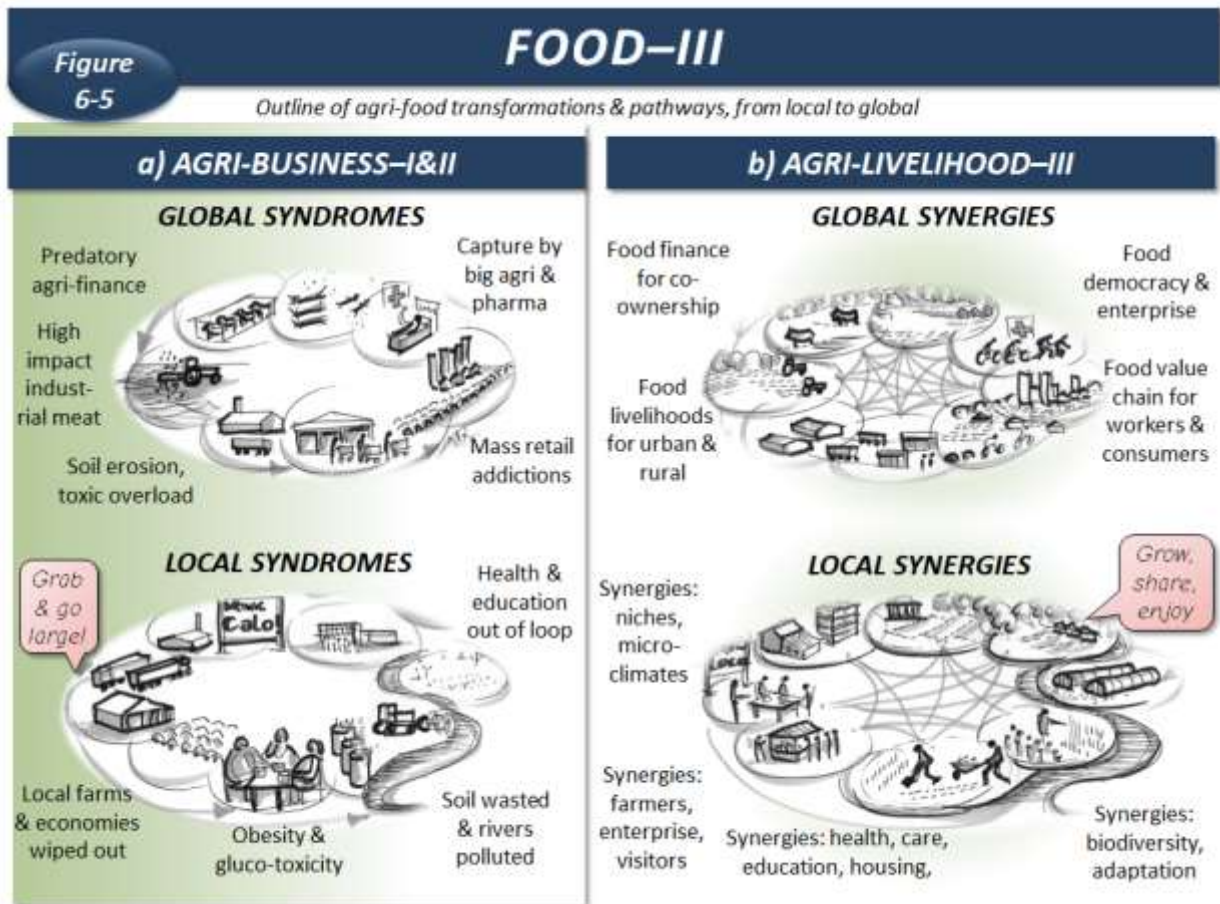 Figure
6-5
FOOD–III
Outline of agri-food transformations & pathways, from local to global
a) AGRI-BUSINESS–I&II
GLOBAL SYNDROMES
Predatory
agri-finance
Capture by
big agri &
pharma
High
impact
indust-
rial meat
Soil erosion,
toxic overload
Mass retail
addictions
LOCAL SYNDROMES
Grab
& go
large!
Health &
education
out of loop
Local farms
& economies
wiped out
Obesity &
gluco-toxicity
Soil wasted
& rivers
polluted
b) AGRI-LIVELIHOOD–III
GLOBAL SYNERGIES
Food finance
for co-
ownership
Food
democracy &
enterprise
Food
livelihoods
for urban &
rural
Food value
chain for
workers &
consumers
LOCAL SYNERGIES
Synergies:
niches,
micro-
climates
Grow,
share,
enjoy
LOCAL
Synergies:
farmers,
enterprise,
visitors
Synergies: health, care,
education, housing,
Synergies:
biodiversity,
adaptation